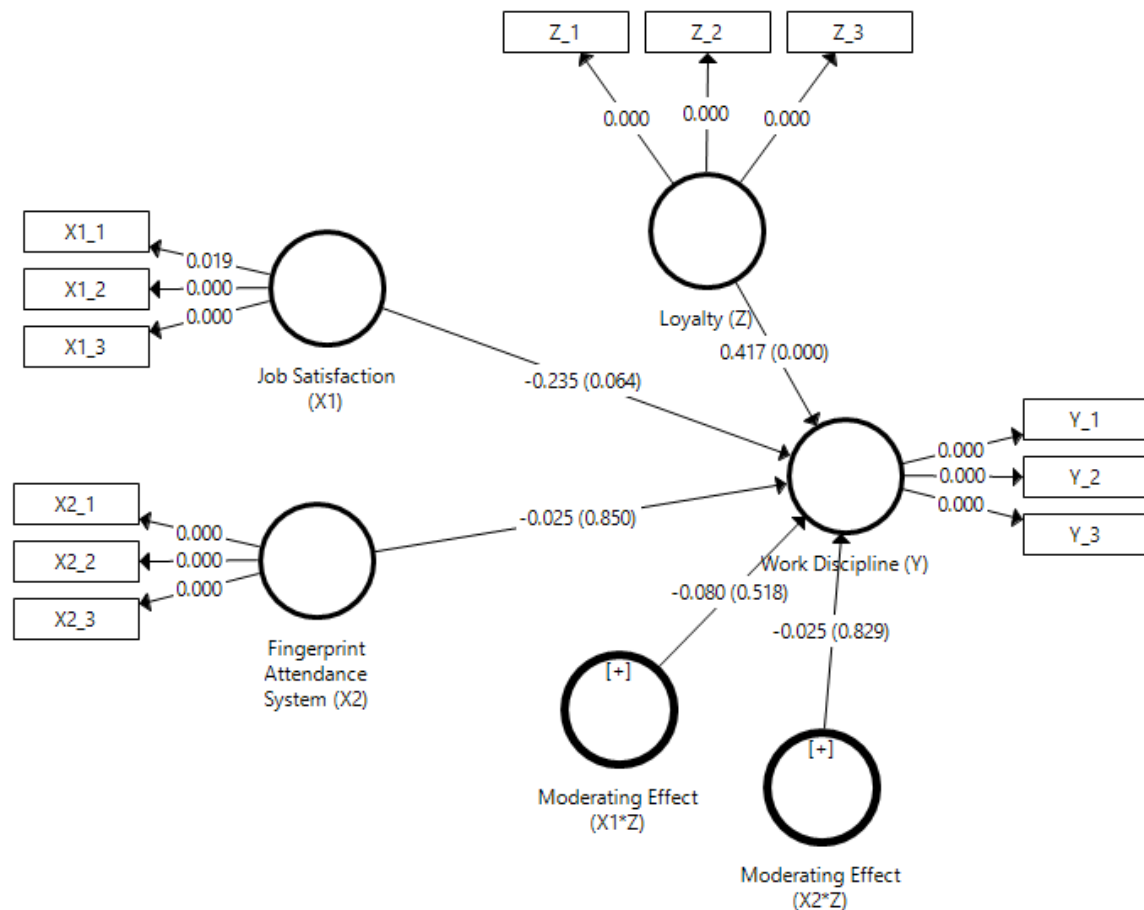 Z_1
Z_2
Z_3
0.000
0.000
0.000
Loyalty (Z)
0.417 (0.000)
X1_1
X1_2
X1_3
0.019
0.000
0.000
Job Satisfaction
(X1)
-0.235 (0.064)
X2_1
X2_2
X2_3
0.000
0.000
0.000
Fingerprint
Attendance
System (X2)
-0.025 (0.850)
Y_1
Y_2
Y_3
0.000
0.000
0.000
Work Discipline (Y)
-0.080 (0.518)
-0.025 (0.829)
[+]
Moderating Effect
(X1*Z)
[+]
Moderating Effect
(X2*Z)